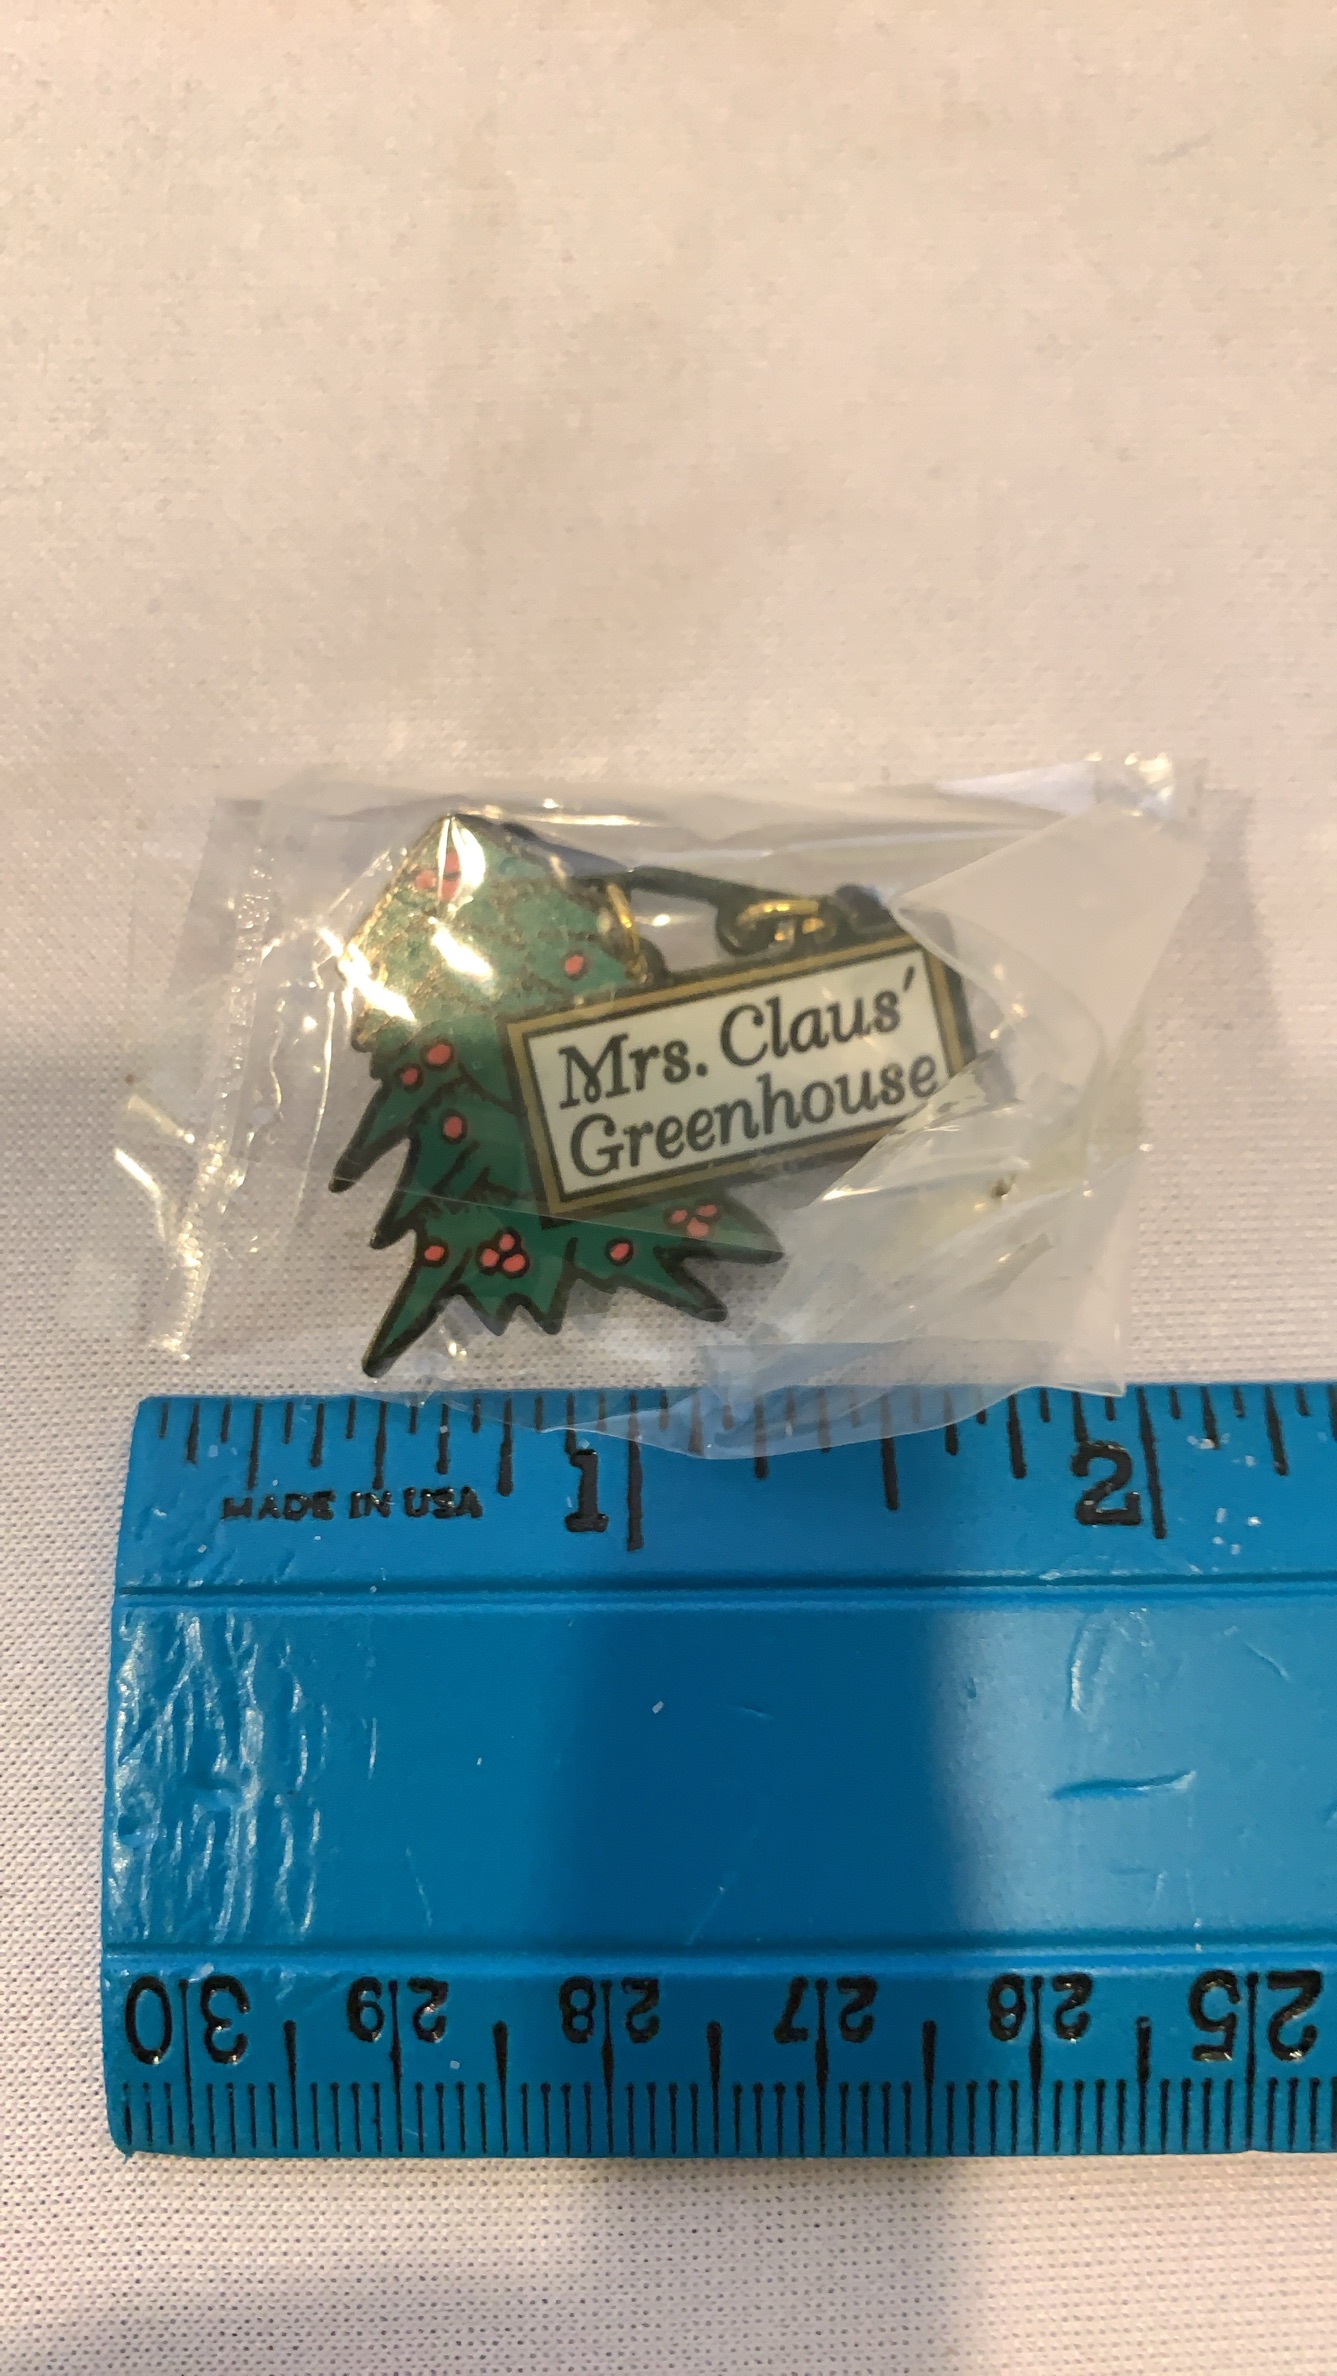 Mrs. Claus'
Greenhouse
1
2
MADE IN USA
30 29 28 27 26 25